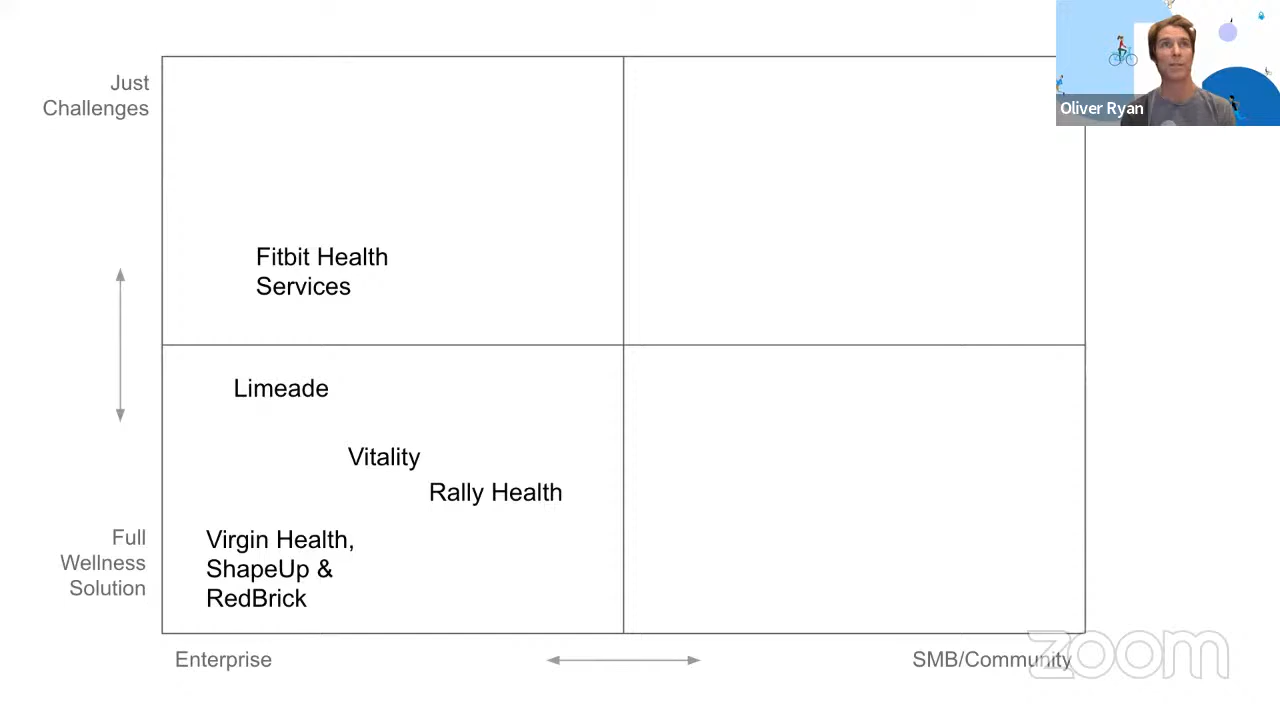 Just
Challenges
Oliver Ryan
Fitbit Health
Services
Limeade
Vitality
Rally Health
Full
Wellness
Solution
Virgin Health,
ShapeUp &
RedBrick
Enterprise
SMB/Community
zoom